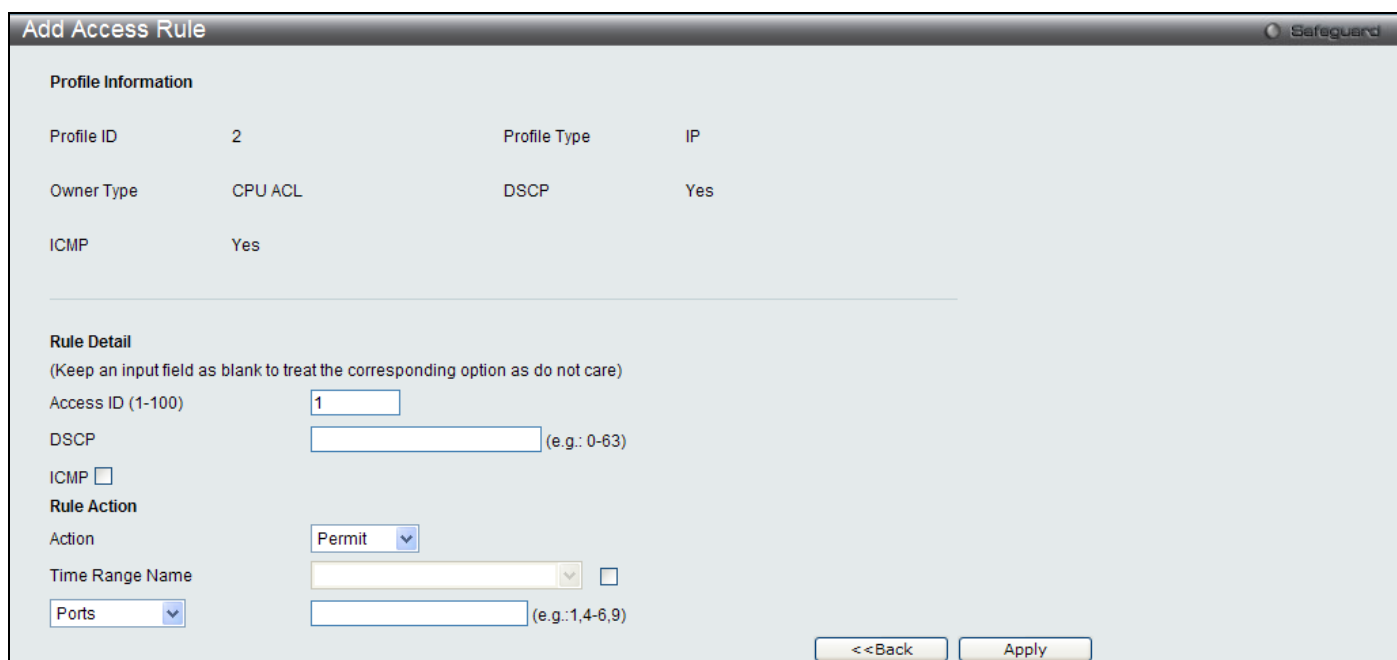 Add Access Rule Safeguard
Profile Information
Profile ID 2 Profile Type IP
Owner Type CPU ACL DSCP Yes
ICMP Yes
Rule Detail
(Keep an input field as blank to treat the corresponding option as do not care)
Access ID (1-100) 1
DSCP (e.g.: 0-63)
ICMP
Rule Action
Action Permit
Time Range Name
Ports (e.g.:1,4-6,9)
<<Back Apply